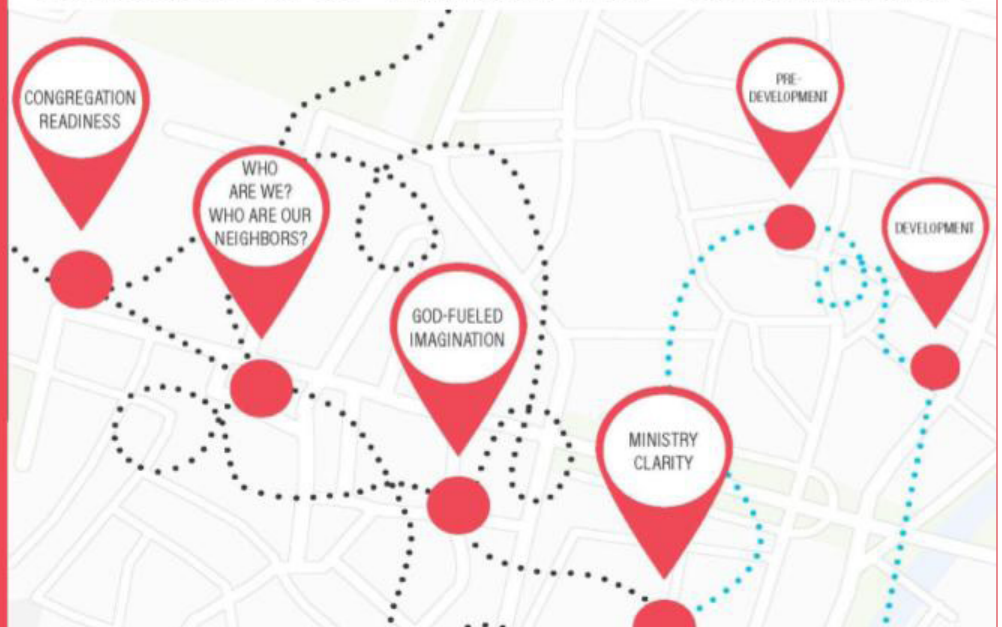 CONGREGATION
READINESS
WHO
ARE WE?
WHO ARE OUR
NEIGHBORS?
GOD-FUELED
IMAGINATION
MINISTRY
CLARITY
PRE-
DEVELOPMENT
DEVELOPMENT